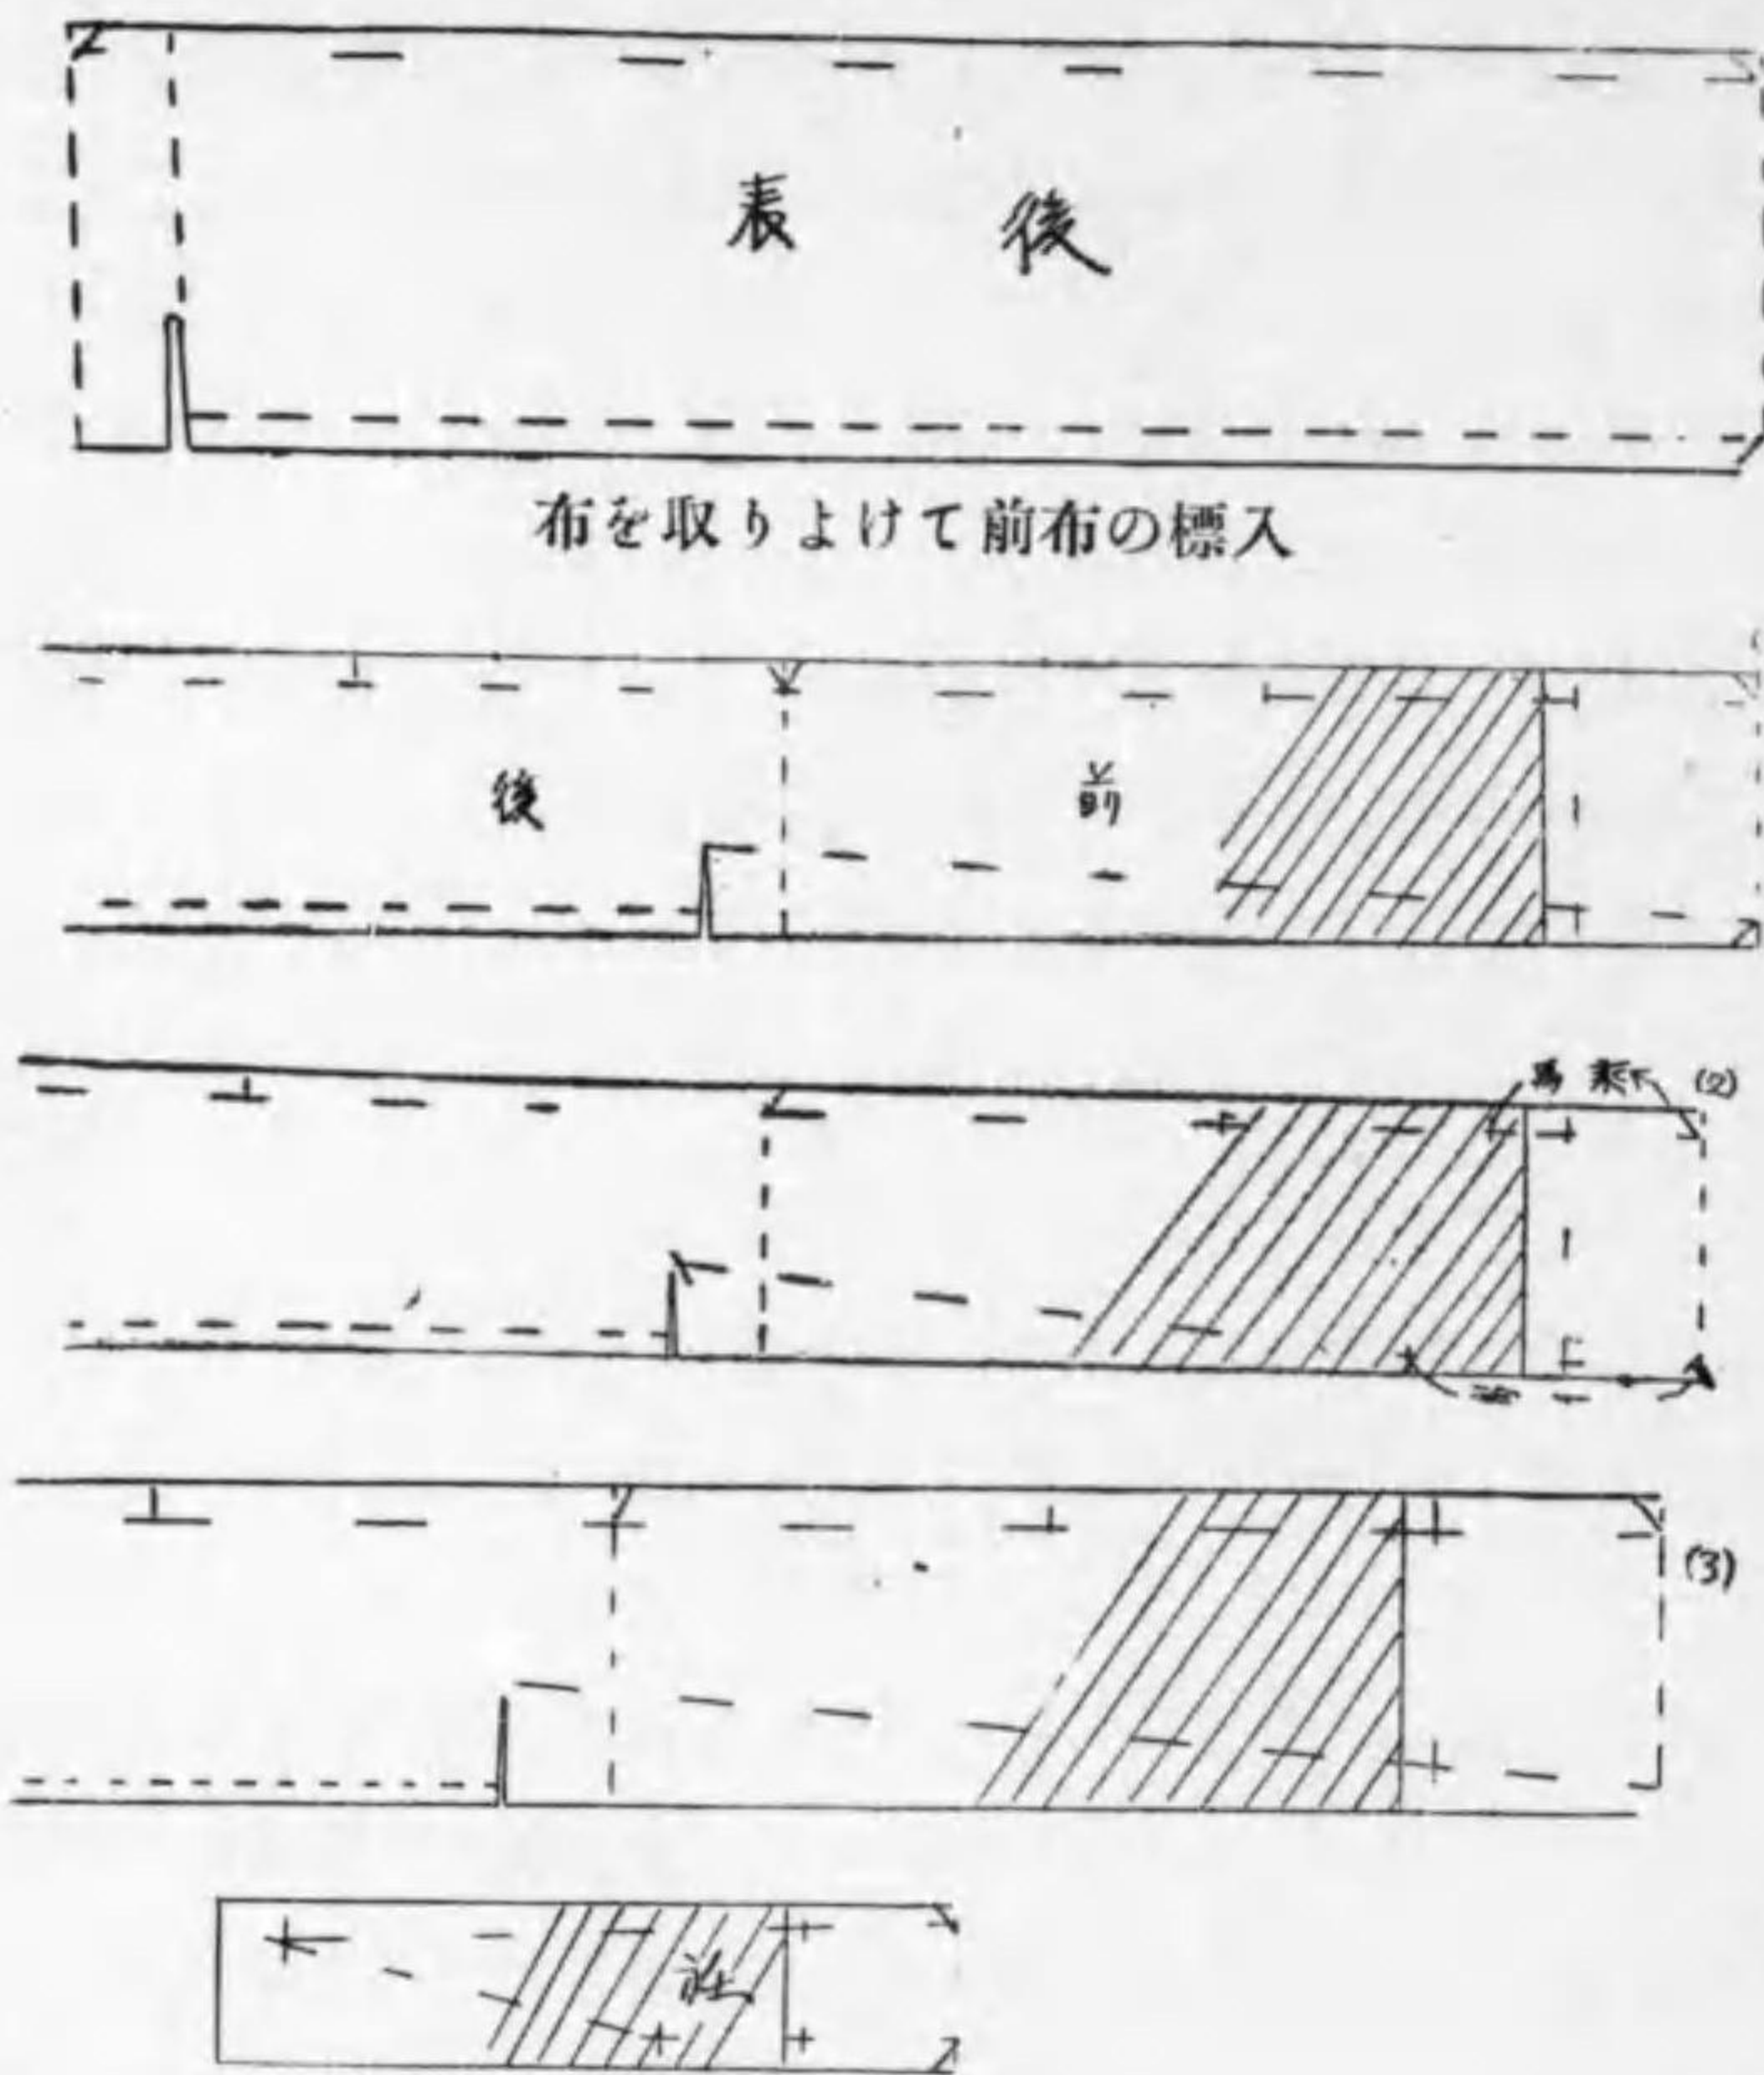 表 後
布を取りよけて前布の標入
後 前
(2)
(3)